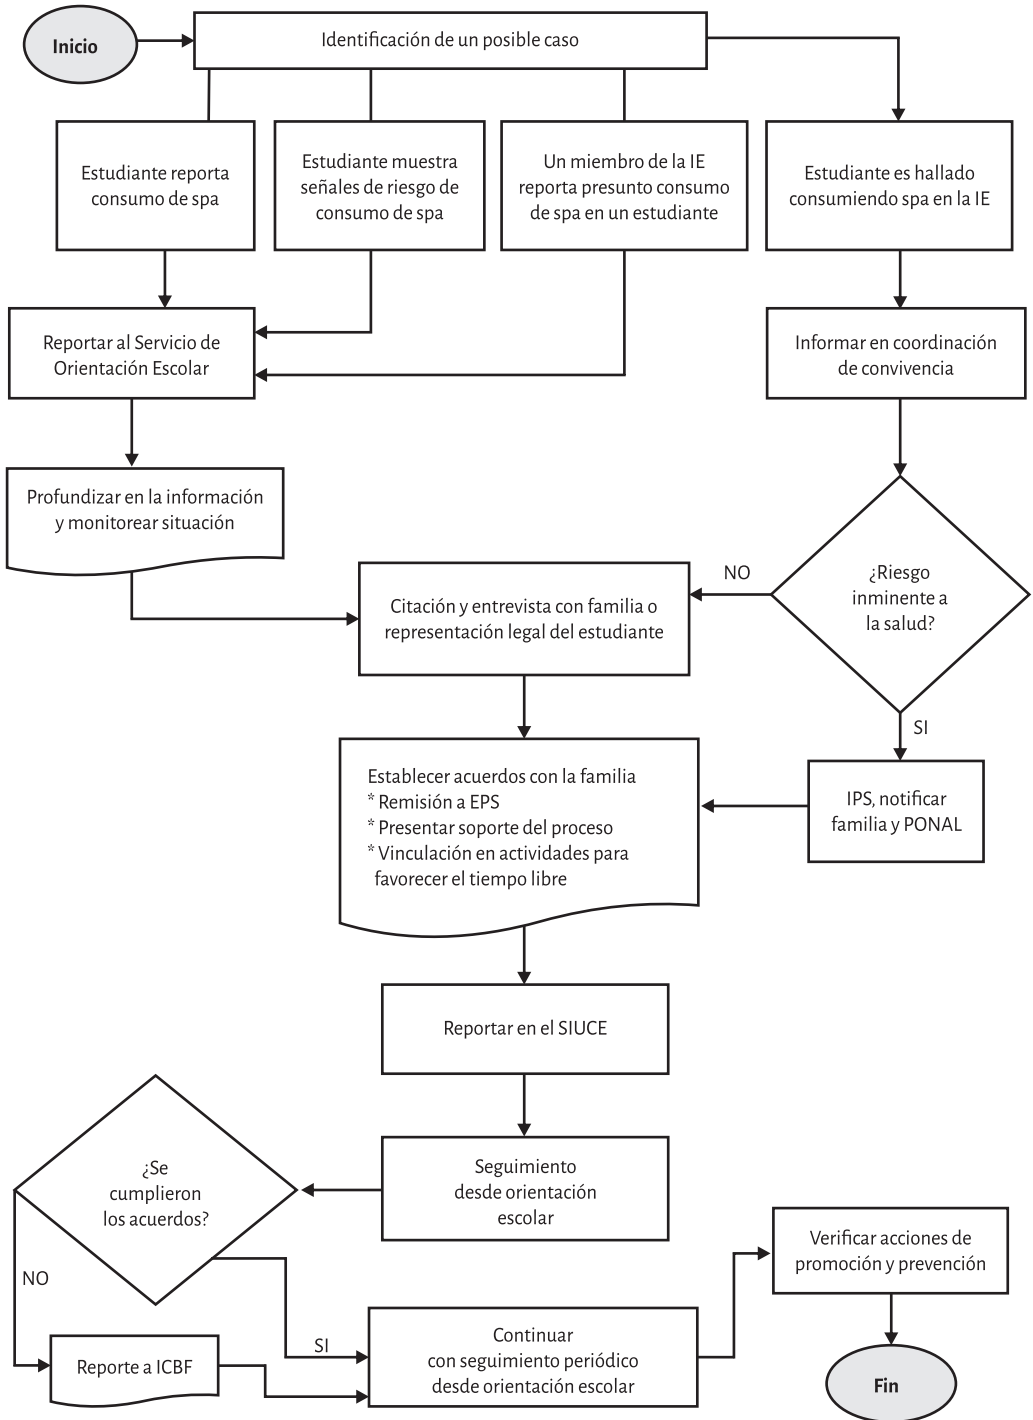 Inicio
Identificación de un posible caso
Estudiante reporta
consumo de spa
Estudiante muestra
señales de riesgo de
consumo de spa
Un miembro de la IE
reporta presunto consumo
de spa en un estudiante
Estudiante es hallado
consumiendo spa en la IE
Reportar al Servicio de
Orientación Escolar
Informar en coordinación
de convivencia
Profundizar en la información
y monitorear situación
Citación y entrevista con familia o
representación legal del estudiante
NO
¿Riesgo
inminente a
la salud?
SI
Establecer acuerdos con la familia
* Remisión a EPS
* Presentar soporte del proceso
* Vinculación en actividades para
favorecer el tiempo libre
IPS, notificar
familia y PONAL
Reportar en el SIUCE
Seguimiento
desde orientación
escolar
¿Se
cumplieron
los acuerdos?
NO
SI
Reporte a ICBF
Continuar
con seguimiento periódico
desde orientación escolar
Verificar acciones de
promoción y prevención
Fin